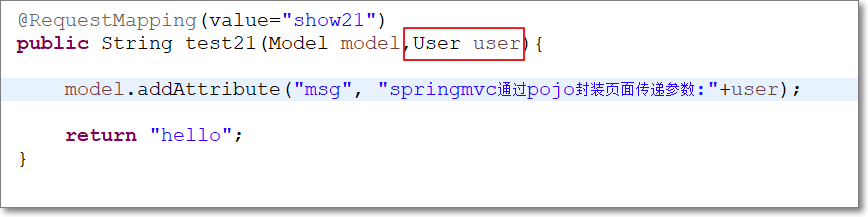 @RequestMapping(value="show21")
public String test21(Model model,User user){
model.addAttribute("msg", "springmvc通过pojo封装页面传递参数:"+user);
return "hello";
}